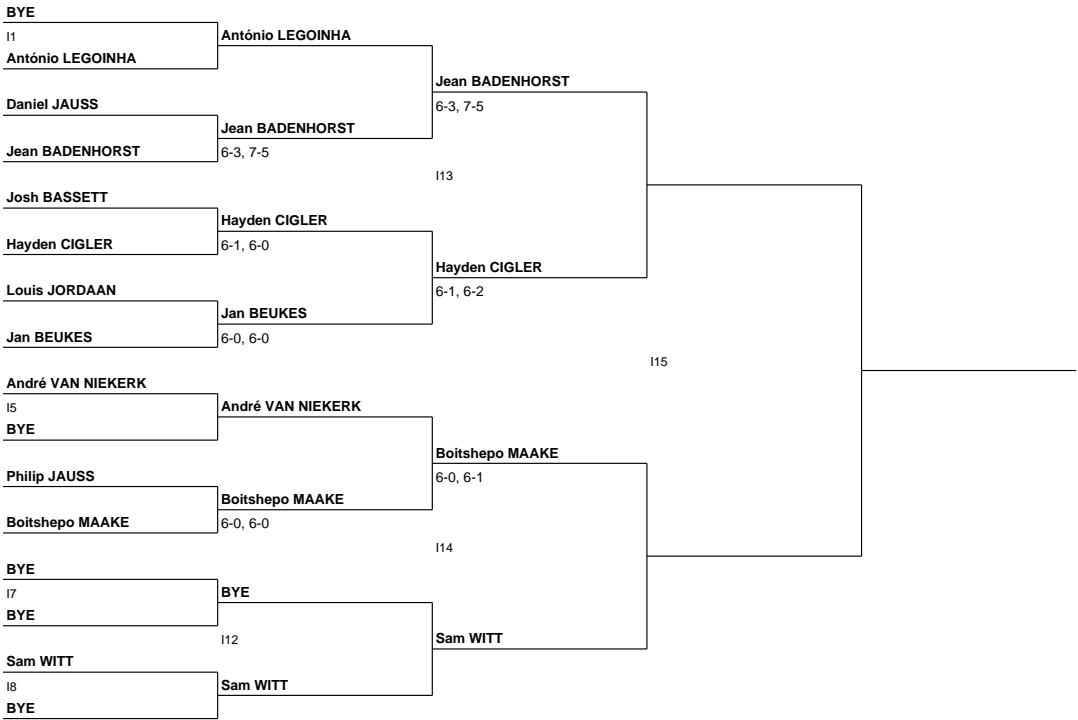 BYE
I1
António LEGOINHA
António LEGOINHA
Jean BADENHORST
6-3, 7-5
Daniel JAUSS
Jean BADENHORST
Jean BADENHORST
6-3, 7-5
I13
Josh BASSETT
Hayden CIGLER
Hayden CIGLER
6-1, 6-0
Hayden CIGLER
6-1, 6-2
Louis JORDAAN
Jan BEUKES
Jan BEUKES
6-0, 6-0
I15
André VAN NIEKERK
I5
André VAN NIEKERK
BYE
Boitshepo MAAKE
6-0, 6-1
Philip JAUSS
Boitshepo MAAKE
Boitshepo MAAKE
6-0, 6-0
I14
BYE
I7
BYE
BYE
I12
Sam WITT
Sam WITT
I8
Sam WITT
BYE